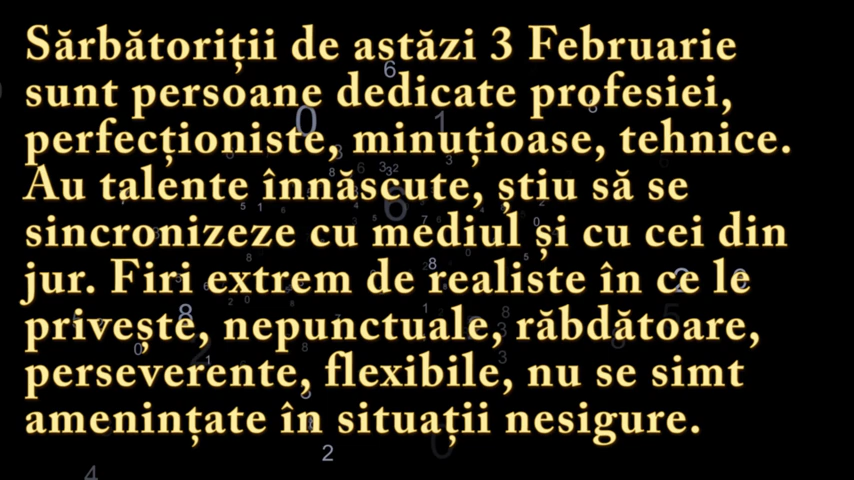 Sărbătoriții de astăzi 3 Februarie
sunt persoane dedicate profesiei,
perfecționiste, minuțioase, tehnice.
Au talente înnăscute, știu să se
sincronizeze cu mediul și cu cei din
jur. Firi extrem de realiste în ce le
privește, nepunctuale, răbdătoare,
perseverente, flexibile, nu se simt
amenințate în situații nesigure.